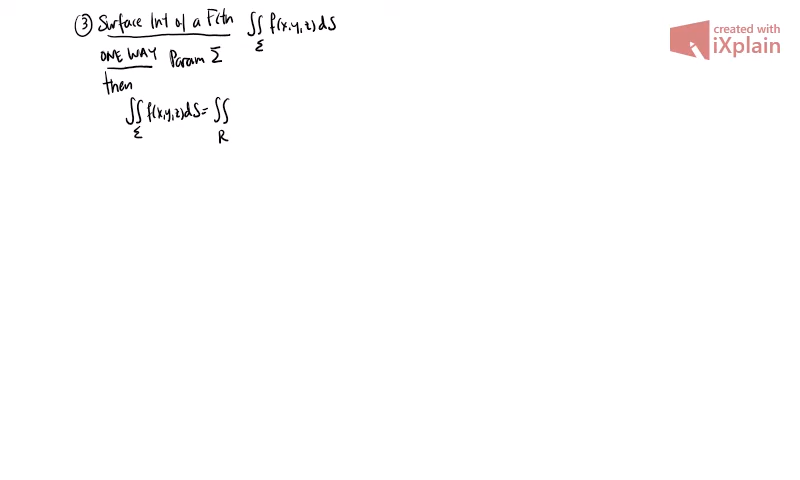 ③ Surface Int of a Fctn ∬_Σ f(x,y,z) dS
ONE WAY Param Σ
then
∬_Σ f(x,y,z) dS = ∬_R
created with
iXplain